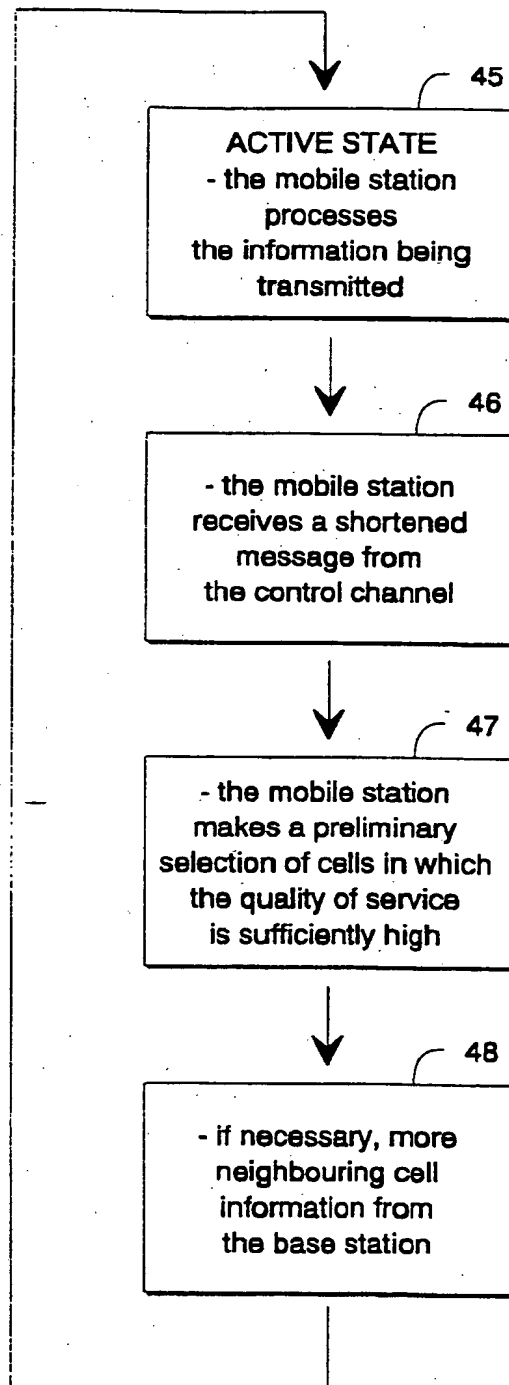 45
ACTIVE STATE
- the mobile station
processes
the information being
transmitted
46
- the mobile station
receives a shortened
message from
the control channel
47
- the mobile station
makes a preliminary
selection of cells in which
the quality of service
is sufficiently high
48
- if necessary, more
neighbouring cell
information from
the base station